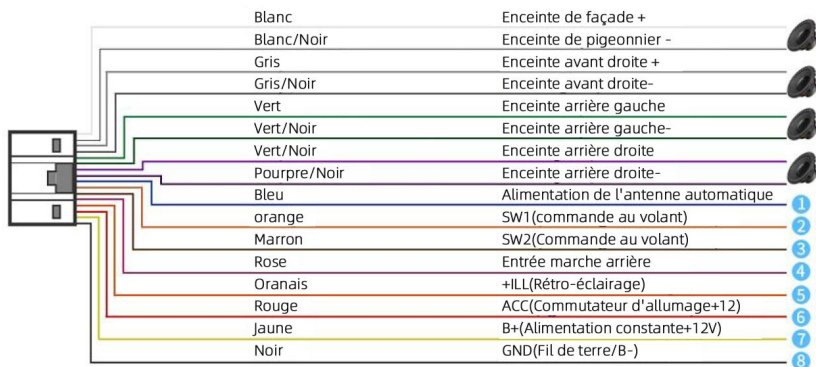 Blanc Enceinte de façade +
Blanc/Noir Enceinte de pigeonnier -
Gris Enceinte avant droite +
Gris/Noir Enceinte avant droite-
Vert Enceinte arrière gauche
Vert/Noir Enceinte arrière gauche-
Vert/Noir Enceinte arrière droite
Pourpre/Noir Enceinte arrière droite-
Bleu Alimentation de l'antenne automatique 1
orange SW1(commande au volant) 2
Marron SW2(Commande au volant) 3
Rose Entrée marche arrière 4
Oranais +ILL(Rétro-éclairage) 5
Rouge ACC(Commutateur d'allumage+12) 6
Jaune B+(Alimentation constante+12V) 7
Noir GND(Fil de terre/B-) 8